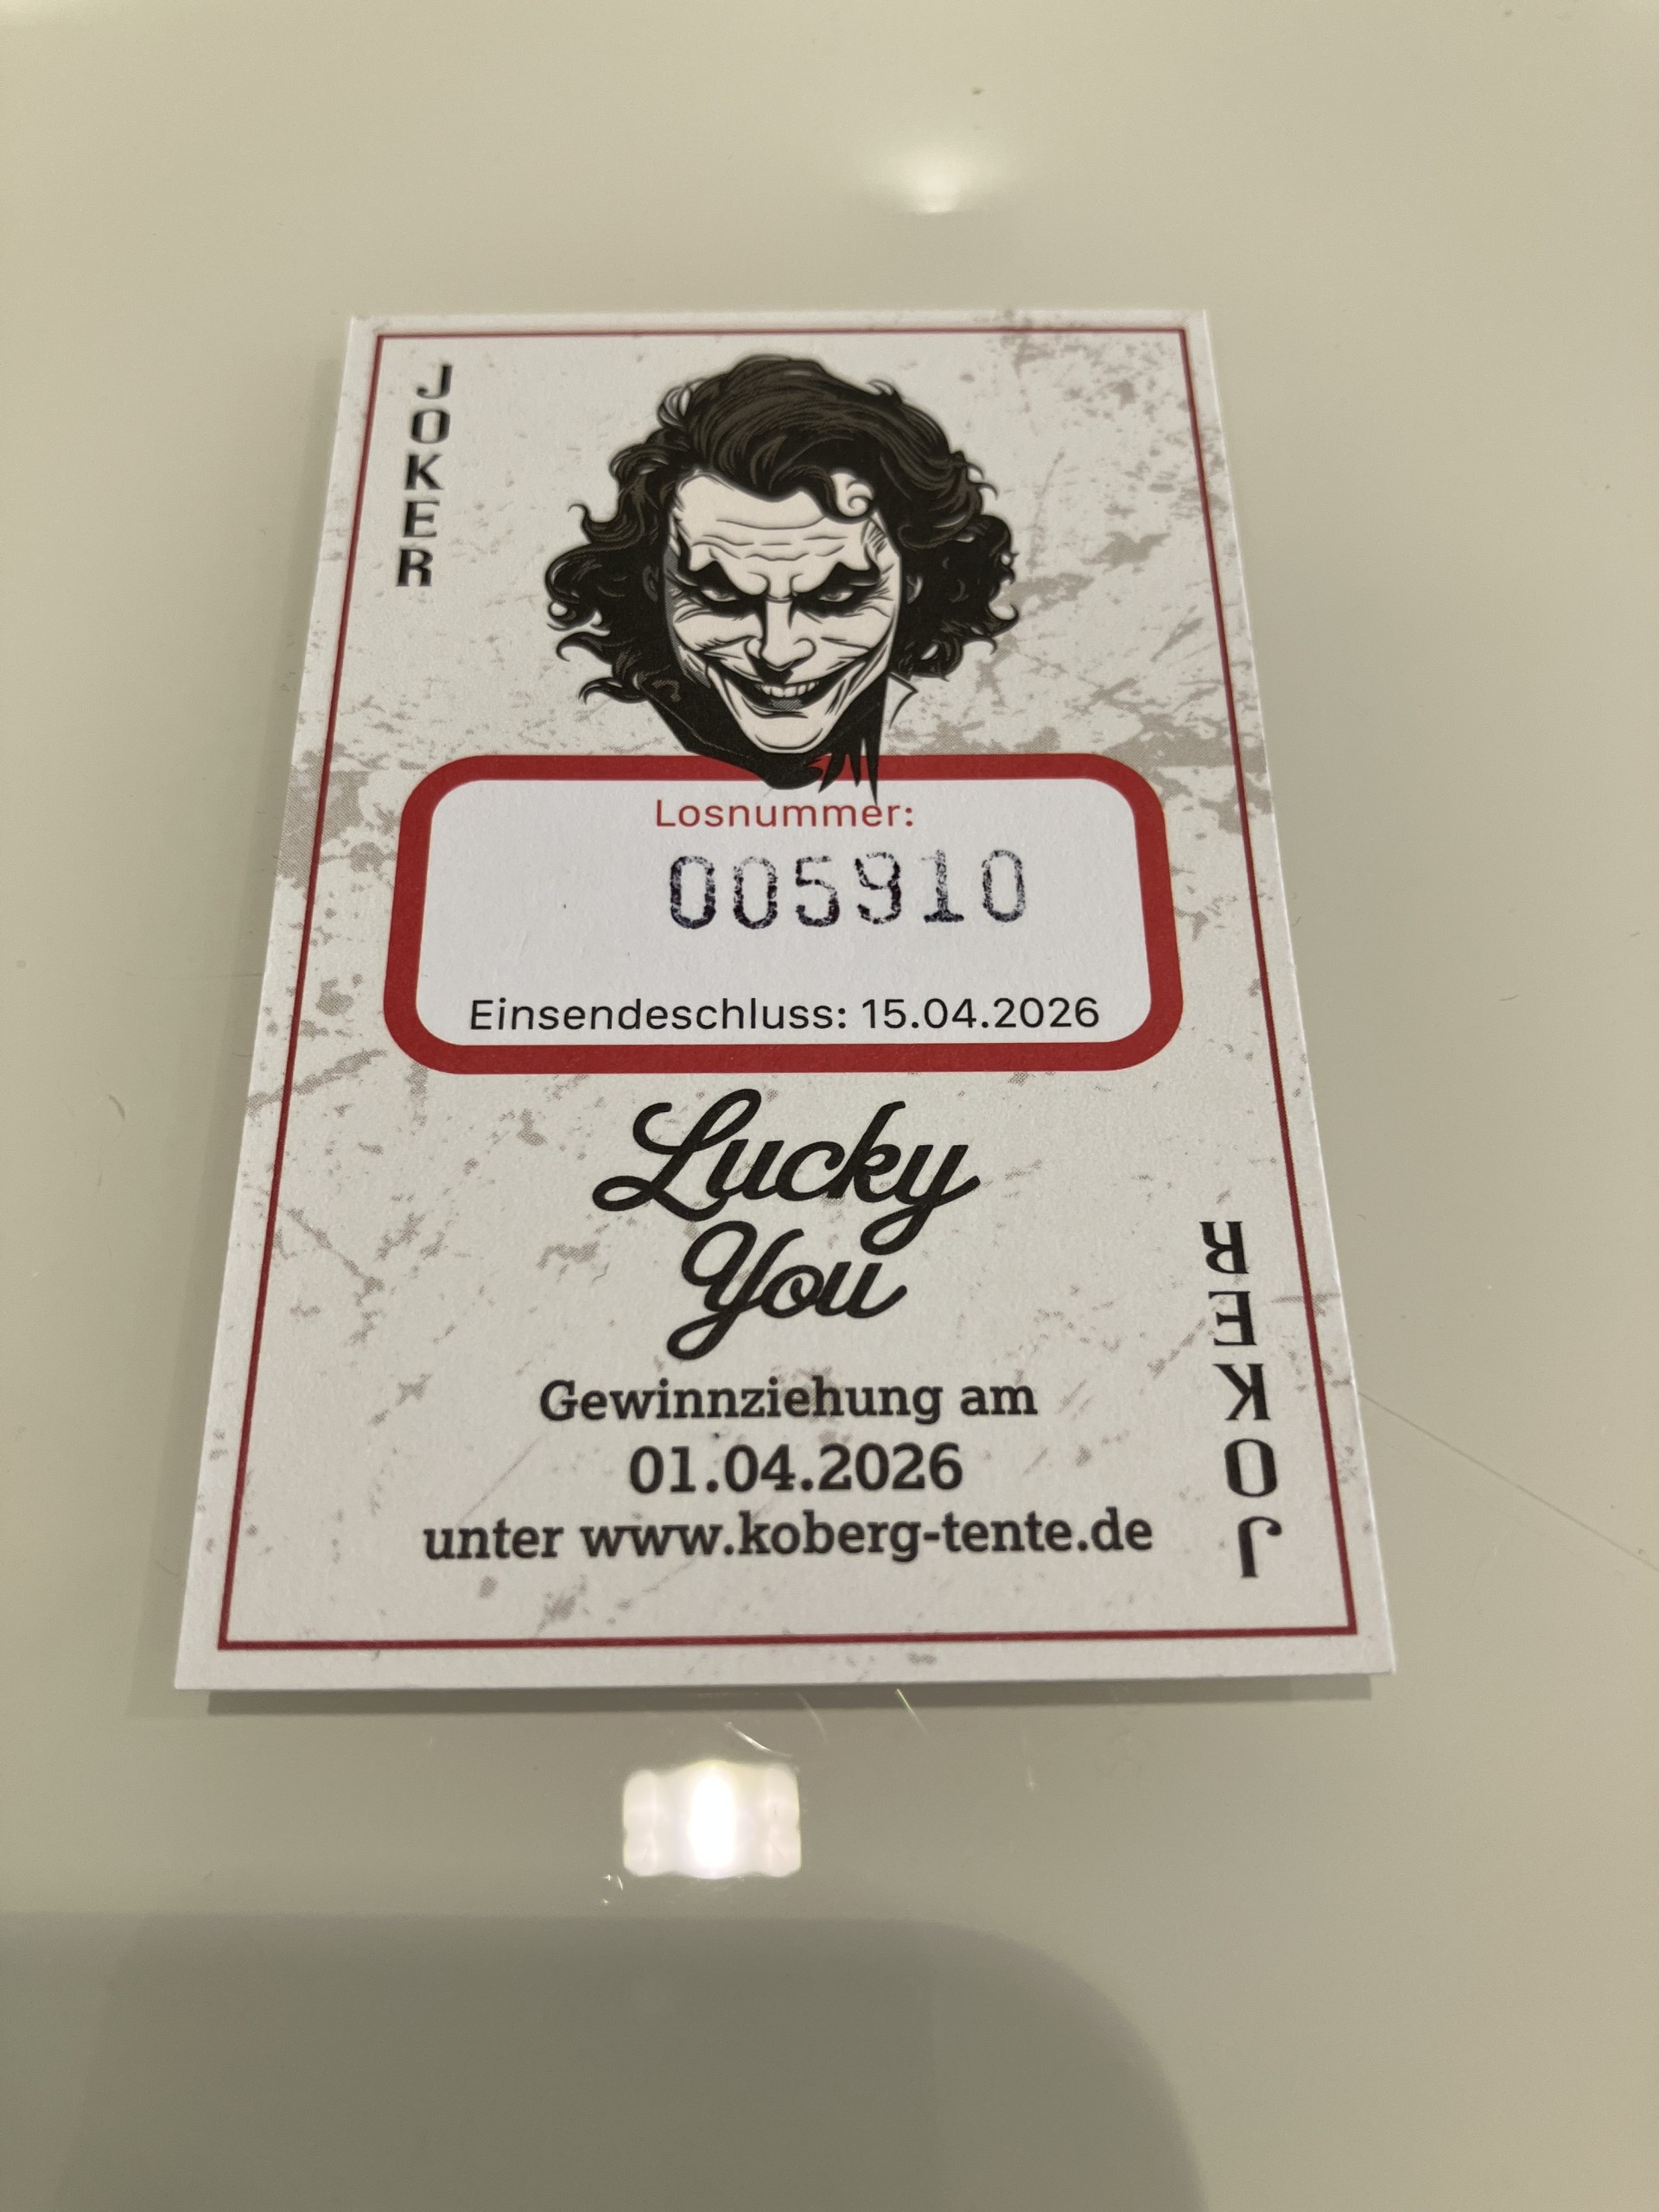 JOKER
Losnummer:
005910
Einsendeschluss: 15.04.2026
Lucky
You
Gewinnziehung am
01.04.2026
unter www.koberg-tente.de
JOKER